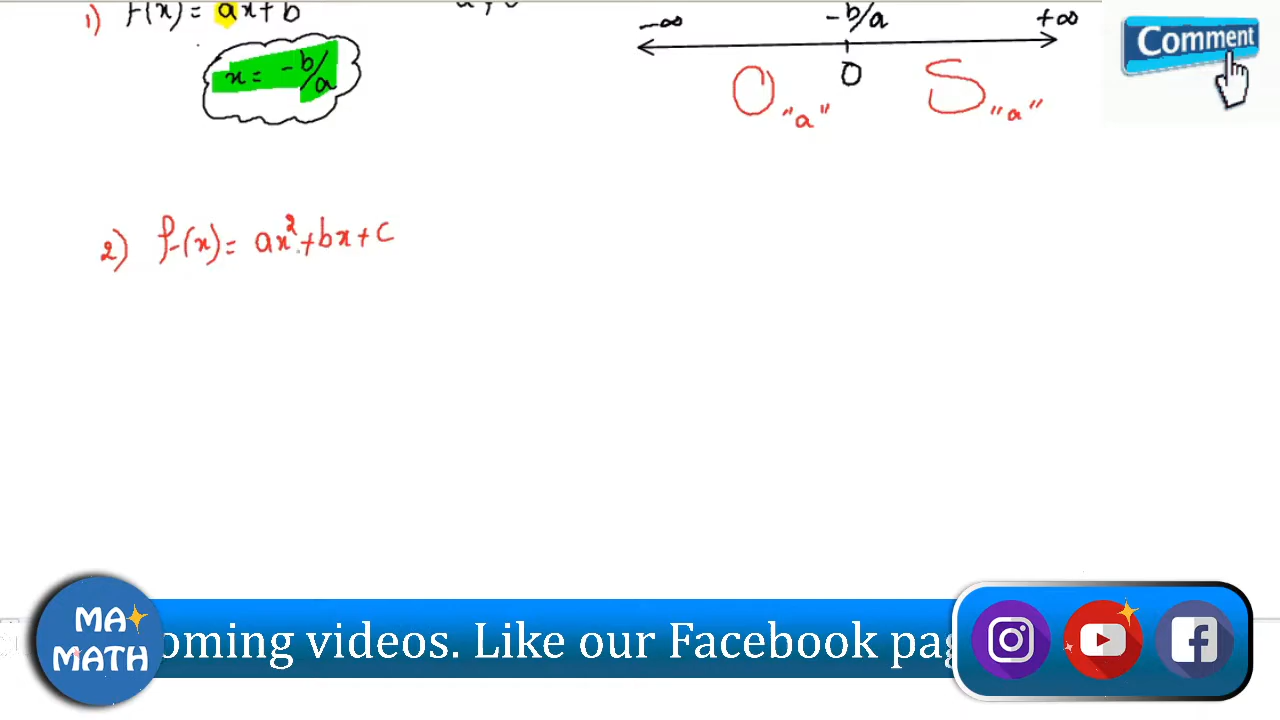 1) f(x) = ax + b
x = -b/a
-∞ -b/a +∞
0
O "a" S "a"
Comment
2) f(x) = ax² + bx + c
MA
MATH
oming videos. Like our Facebook pag